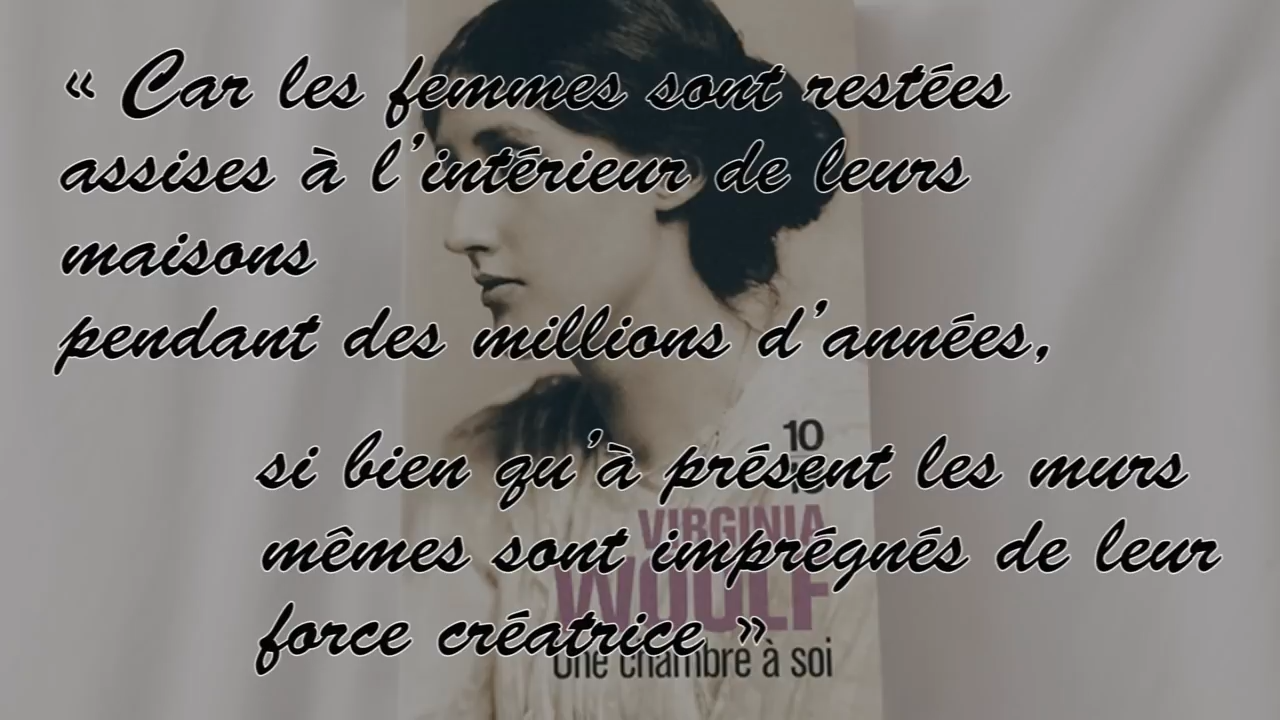 « Car les femmes sont restées
assises à l’intérieur de leurs
maisons
pendant des millions d’années,
si bien qu’à présent les murs
mêmes sont imprégnés de leur
force créatrice »
10
18
VIRGINIA
WOOLF
Une chambre à soi